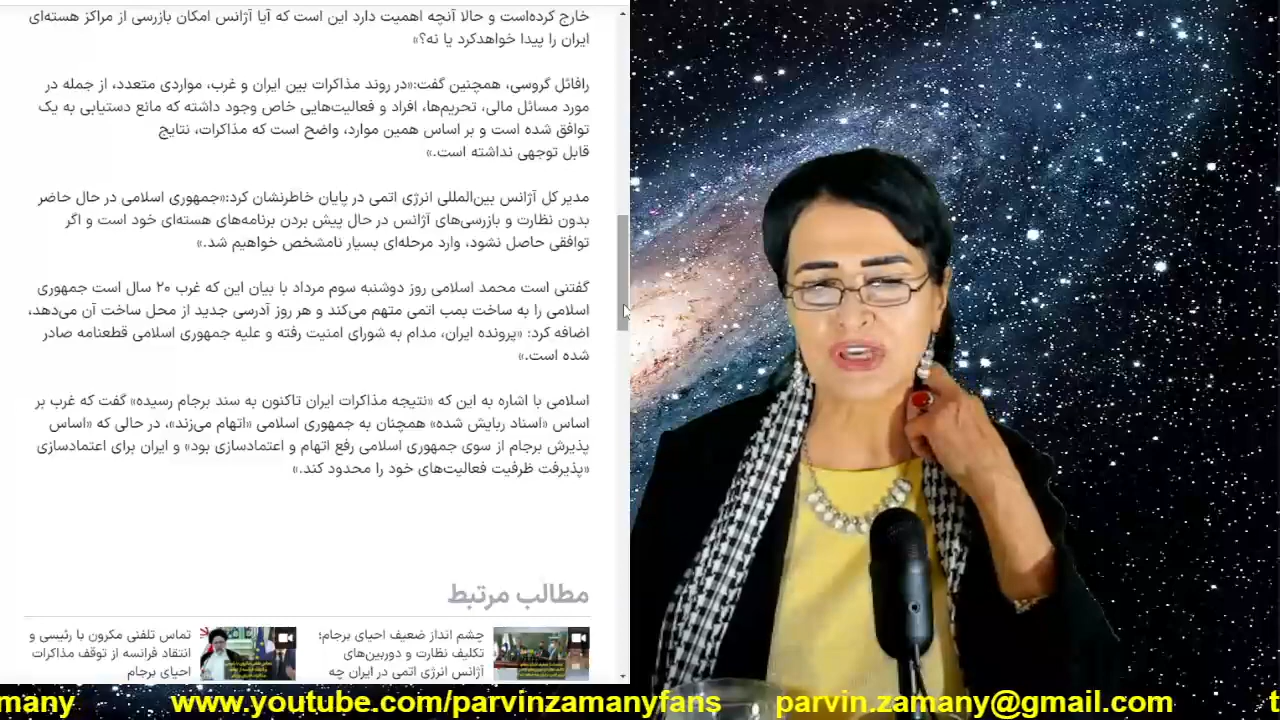 خارج کرده‌است و حالا آنچه اهمیت دارد این است که آیا آژانس امکان بازرسی از مراکز هسته‌ای
ایران را پیدا خواهدکرد یا نه؟»
رافائل گروسی، همچنین گفت:«در روند مذاکرات بین ایران و غرب، مواردی متعدد، از جمله در
مورد مسائل مالی، تحریم‌ها، افراد و فعالیت‌هایی خاص وجود داشته که مانع دستیابی به یک
توافق شده است و بر اساس همین موارد، واضح است که مذاکرات، نتایج
قابل توجهی نداشته است.»
مدیر کل آژانس بین‌المللی انرژی اتمی در پایان خاطرنشان کرد:«جمهوری اسلامی در حال حاضر
بدون نظارت و بازرسی‌های آژانس در حال پیش بردن برنامه‌های هسته‌ای خود است و اگر
توافقی حاصل نشود، وارد مرحله‌ای بسیار نامشخص خواهیم شد.»
گفتنی است محمد اسلامی روز دوشنبه سوم مرداد با بیان این که غرب ۲۰ سال است جمهوری
اسلامی را به ساخت بمب اتمی متهم می‌کند و هر روز آدرسی جدید از محل ساخت آن می‌دهد،
اضافه کرد: «پرونده ایران، مدام به شورای امنیت رفته و علیه جمهوری اسلامی قطعنامه صادر
شده است.»
اسلامی با اشاره به این که «نتیجه مذاکرات ایران تاکنون به سند برجام رسیده» گفت که غرب بر
اساس «اسناد ربایش شده» همچنان به جمهوری اسلامی «اتهام می‌زند»، در حالی که «اساس
پذیرش برجام از سوی جمهوری اسلامی رفع اتهام و اعتمادسازی بود» و ایران برای اعتمادسازی
«پذیرفت ظرفیت فعالیت‌های خود را محدود کند.»
مطالب مرتبط
چشم انداز ضعیف احیای برجام؛
تکلیف نظارت و دوربین‌های
آژانس انرژی اتمی در ایران چه
تماس تلفنی مکرون با رئیسی و
انتقاد فرانسه از توقف مذاکرات
احیای برجام
many www.youtube.com/parvinzamanyfans parvin.zamany@gmail.com t